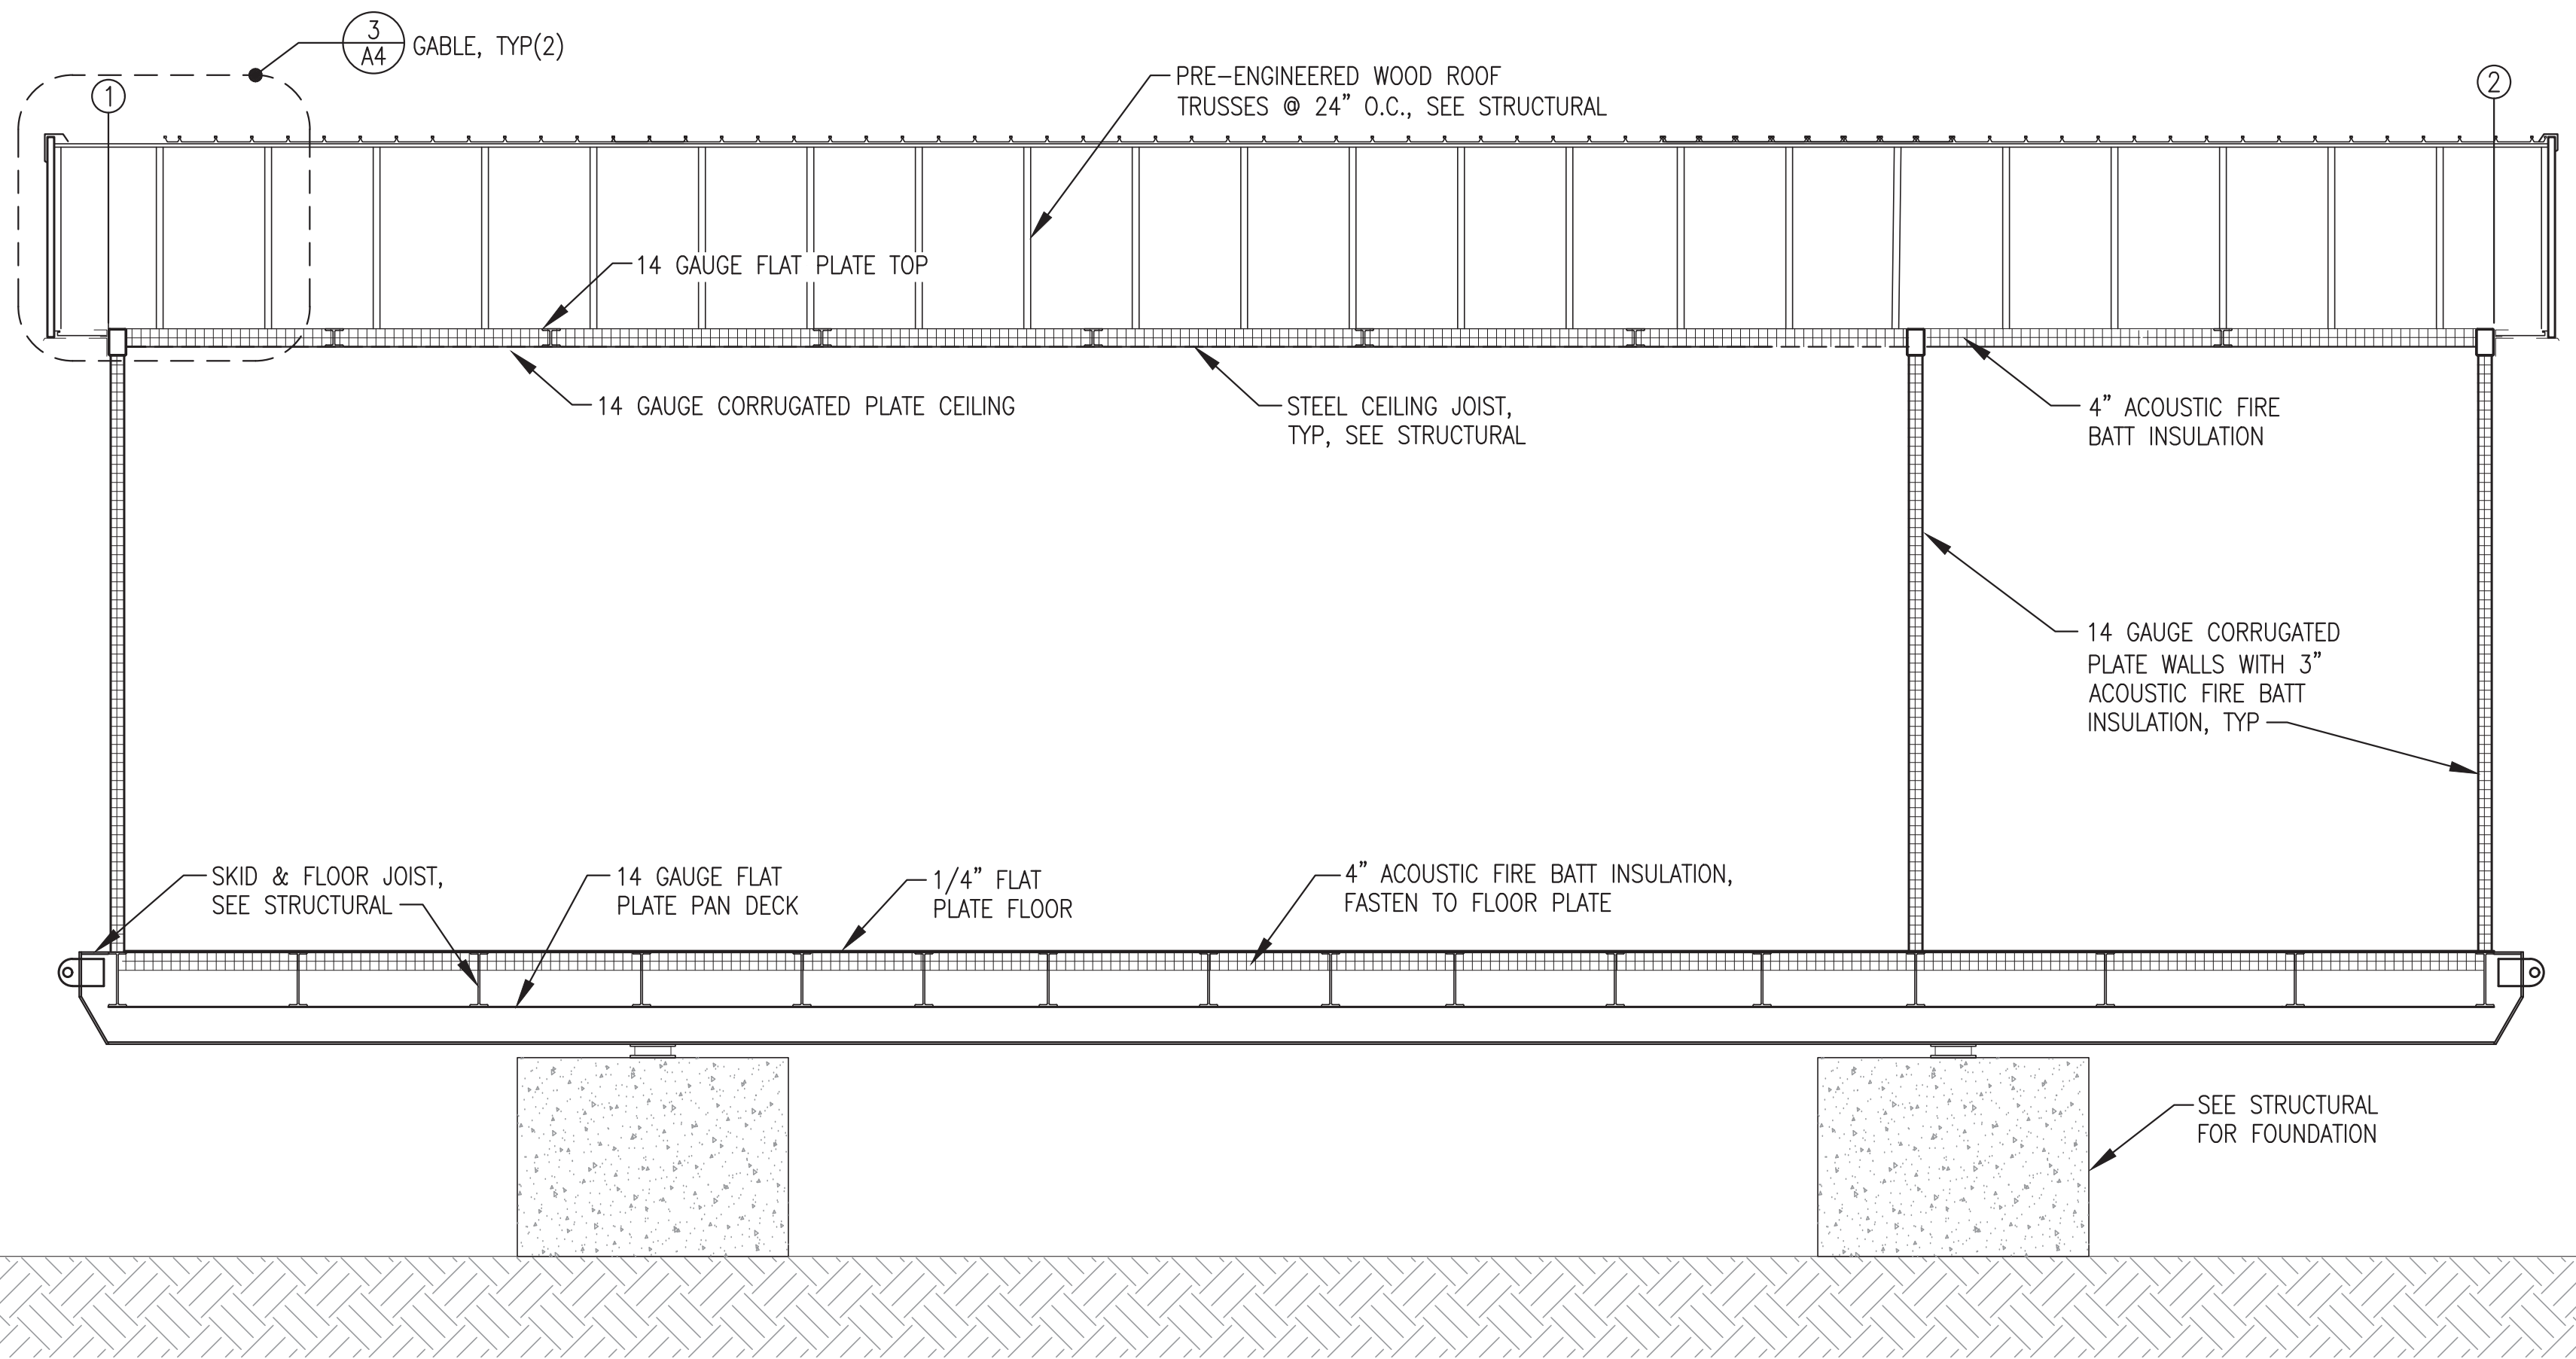 3
A4
GABLE, TYP(2)
1
2
PRE-ENGINEERED WOOD ROOF
TRUSSES @ 24" O.C., SEE STRUCTURAL
14 GAUGE FLAT PLATE TOP
14 GAUGE CORRUGATED PLATE CEILING
STEEL CEILING JOIST,
TYP, SEE STRUCTURAL
4" ACOUSTIC FIRE
BATT INSULATION
14 GAUGE CORRUGATED
PLATE WALLS WITH 3"
ACOUSTIC FIRE BATT
INSULATION, TYP
SKID & FLOOR JOIST,
SEE STRUCTURAL
14 GAUGE FLAT
PLATE PAN DECK
1/4" FLAT
PLATE FLOOR
4" ACOUSTIC FIRE BATT INSULATION,
FASTEN TO FLOOR PLATE
SEE STRUCTURAL
FOR FOUNDATION